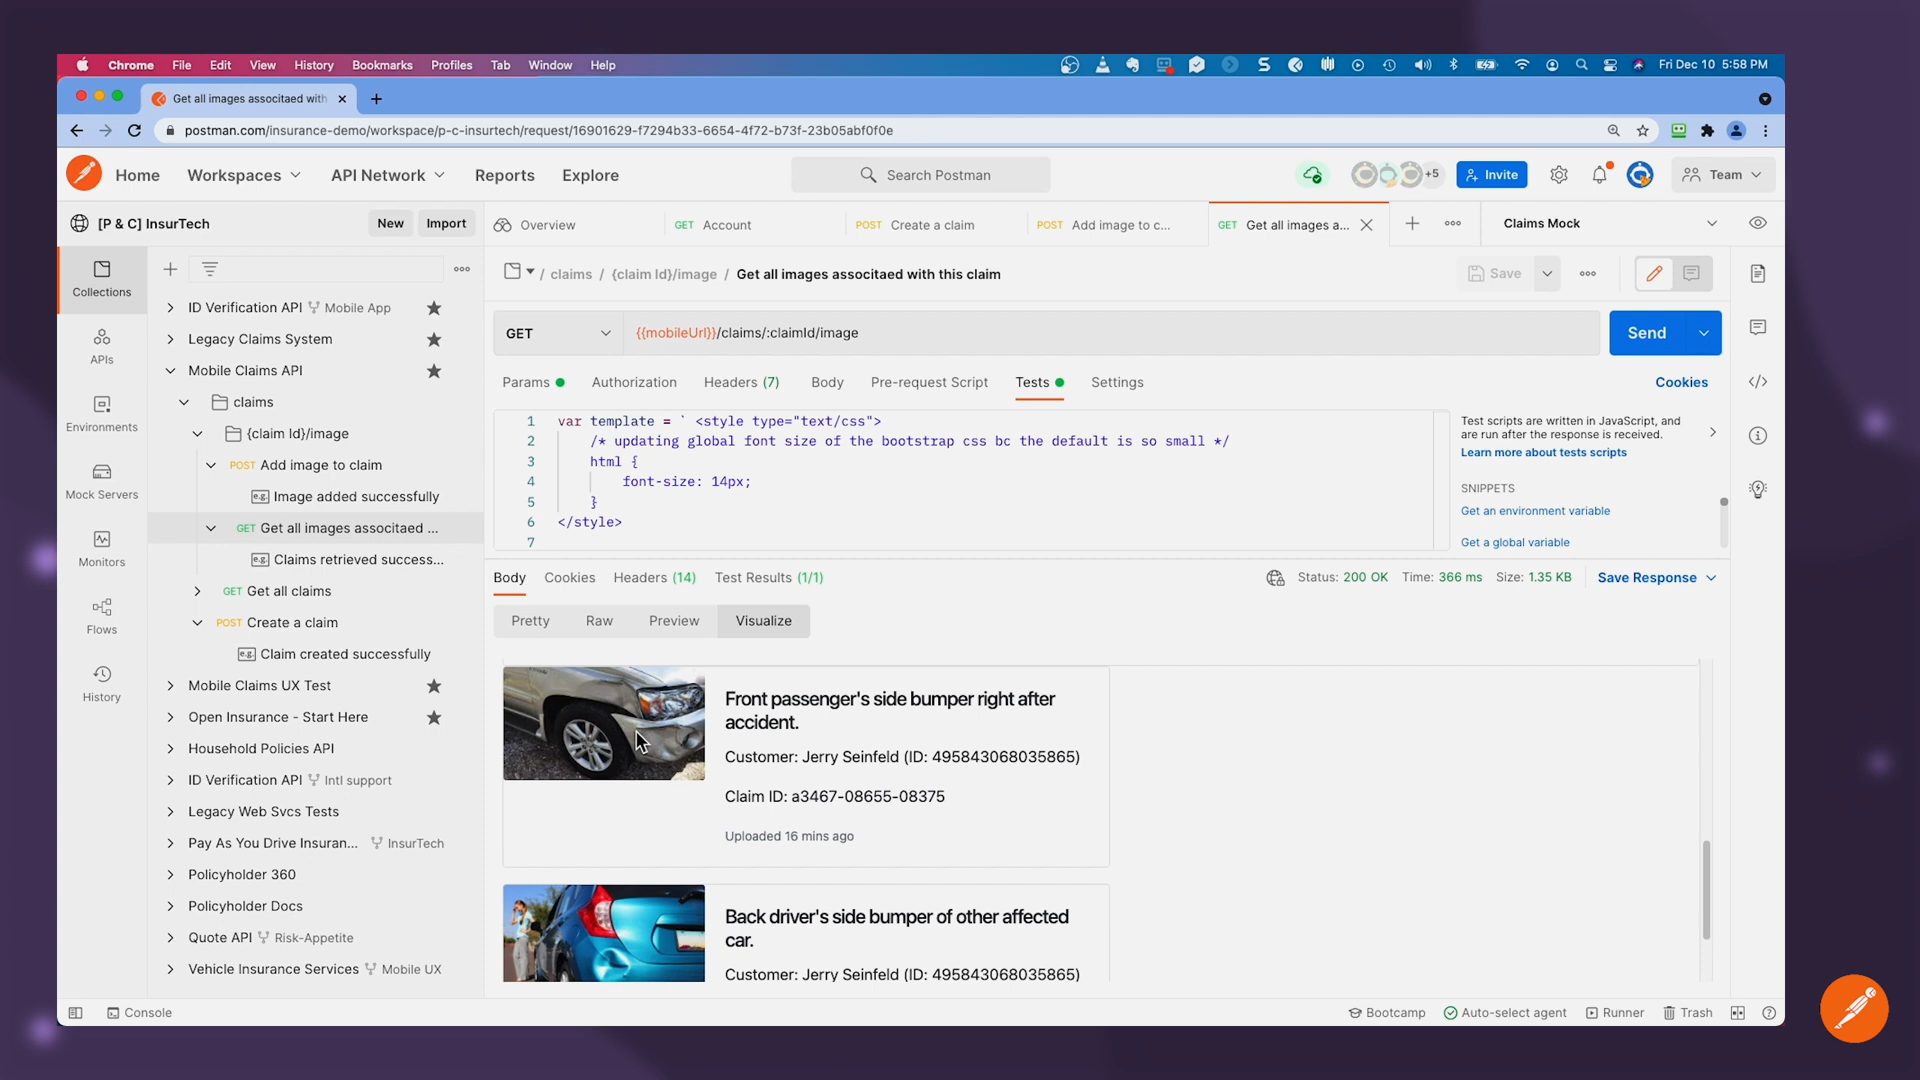 Chrome File Edit View History Bookmarks Profiles Tab Window Help Fri Dec 10 5:58 PM
Get all images associtaed with
postman.com/insurance-demo/workspace/p-c-insurtech/request/16901629-f7294b33-6654-4f72-b73f-23b05abf0f0e
Home Workspaces API Network Reports Explore Search Postman +5 Invite Team
[P & C] InsurTech New Import Overview GET Account POST Create a claim POST Add image to c... GET Get all images a... Claims Mock
Collections
APIs
Environments
Mock Servers
Monitors
Flows
History
ID Verification API Mobile App
Legacy Claims System
Mobile Claims API
claims
{claim Id}/image
POST Add image to claim
e.g. Image added successfully
GET Get all images associtaed ...
e.g. Claims retrieved success...
GET Get all claims
POST Create a claim
e.g. Claim created successfully
Mobile Claims UX Test
Open Insurance - Start Here
Household Policies API
ID Verification API Intl support
Legacy Web Svcs Tests
Pay As You Drive Insuran... InsurTech
Policyholder 360
Policyholder Docs
Quote API Risk-Appetite
Vehicle Insurance Services Mobile UX
/ claims / {claim Id}/image / Get all images associtaed with this claim Save
GET {{mobileUrl}}/claims/:claimId/image Send
Params Authorization Headers (7) Body Pre-request Script Tests Settings Cookies
1 var template = ` <style type="text/css">
2 /* updating global font size of the bootstrap css bc the default is so small */
3 html {
4 font-size: 14px;
5 }
6 </style>
7
Test scripts are written in JavaScript, and
are run after the response is received.
Learn more about tests scripts
SNIPPETS
Get an environment variable
Get a global variable
Body Cookies Headers (14) Test Results (1/1) Status: 200 OK Time: 366 ms Size: 1.35 KB Save Response
Pretty Raw Preview Visualize
Front passenger's side bumper right after
accident.
Customer: Jerry Seinfeld (ID: 495843068035865)
Claim ID: a3467-08655-08375
Uploaded 16 mins ago
Back driver's side bumper of other affected
car.
Customer: Jerry Seinfeld (ID: 495843068035865)
Console Bootcamp Auto-select agent Runner Trash